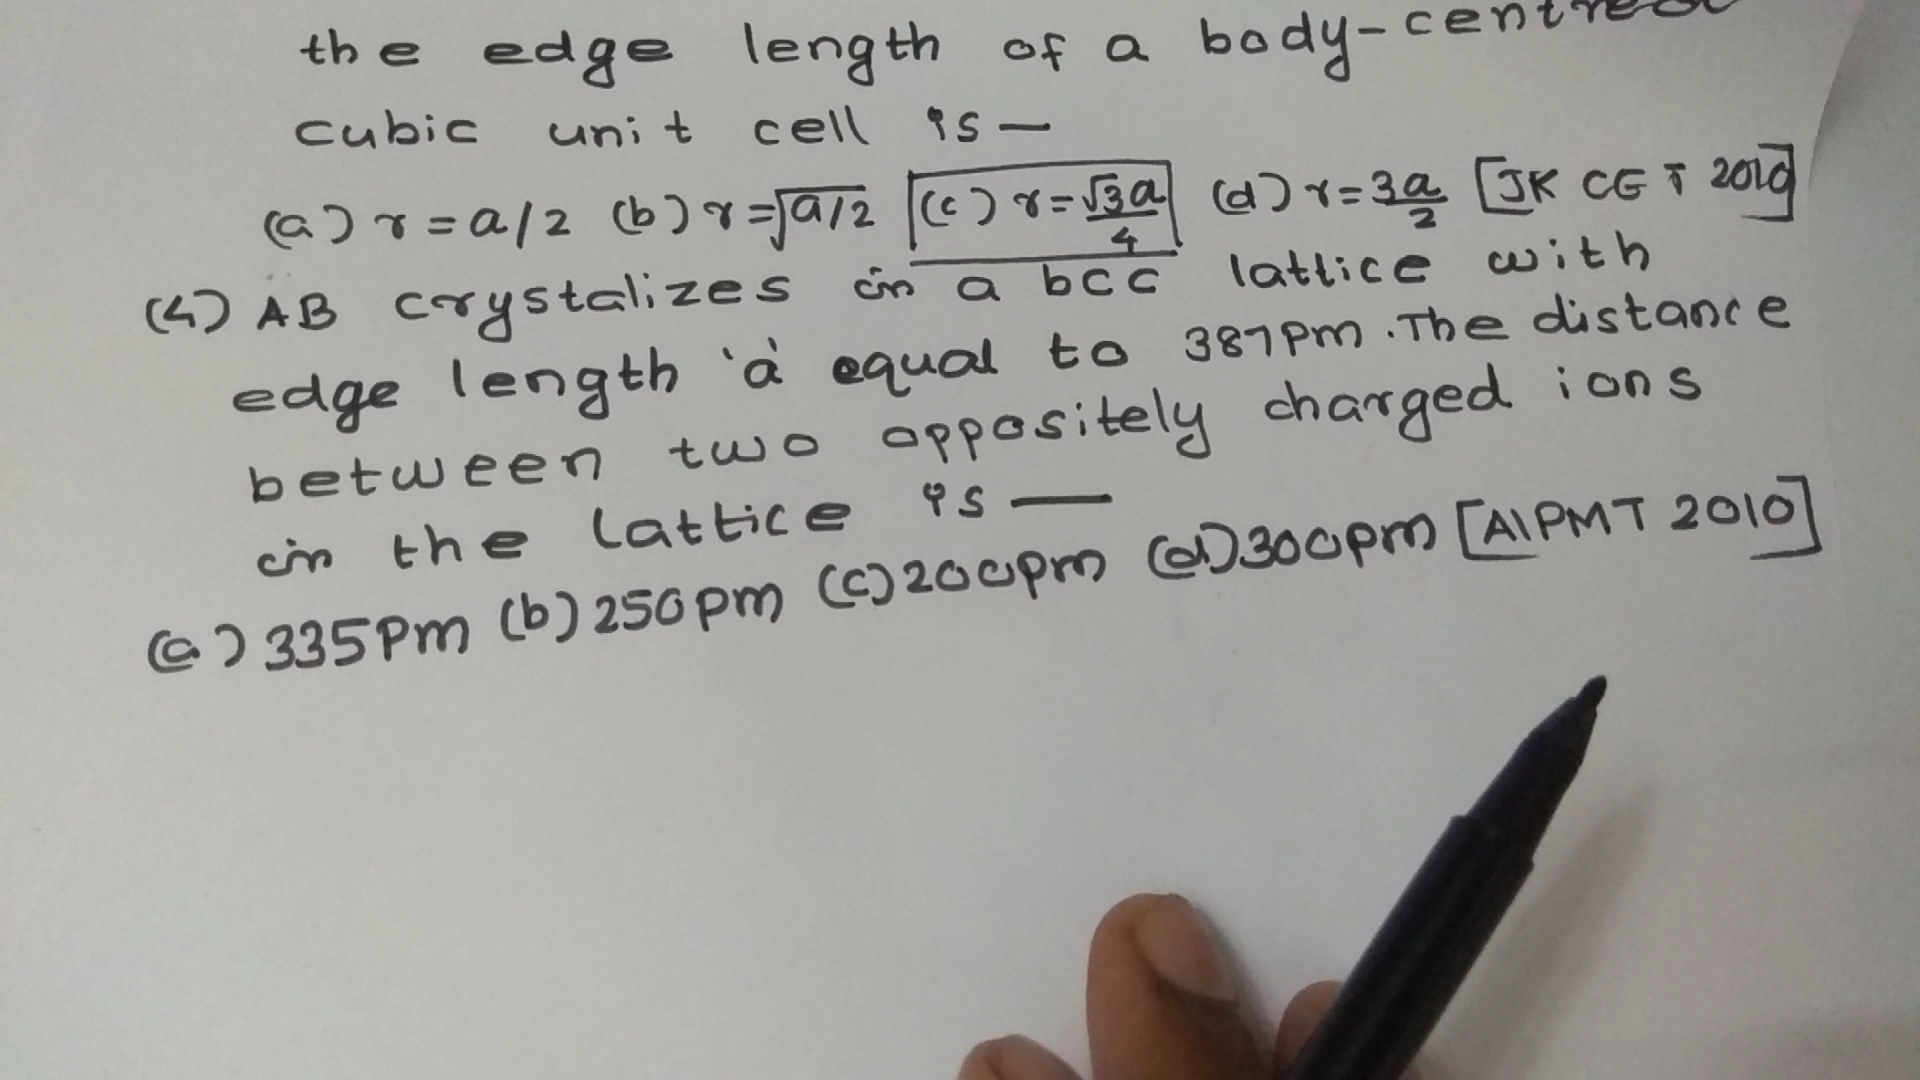 the edge length of a body-centred
cubic unit cell is —
(a) r = a/2 (b) r = √a/2 (c) r = √3a/4 (d) r = 3a/2 [JK CET 2010]
(4) AB crystalizes in a bcc lattice with
edge length 'a' equal to 387pm. The distance
between two oppositely charged ions
in the lattice is —
(a) 335pm (b) 250pm (c) 200pm (d) 300pm [AIPMT 2010]